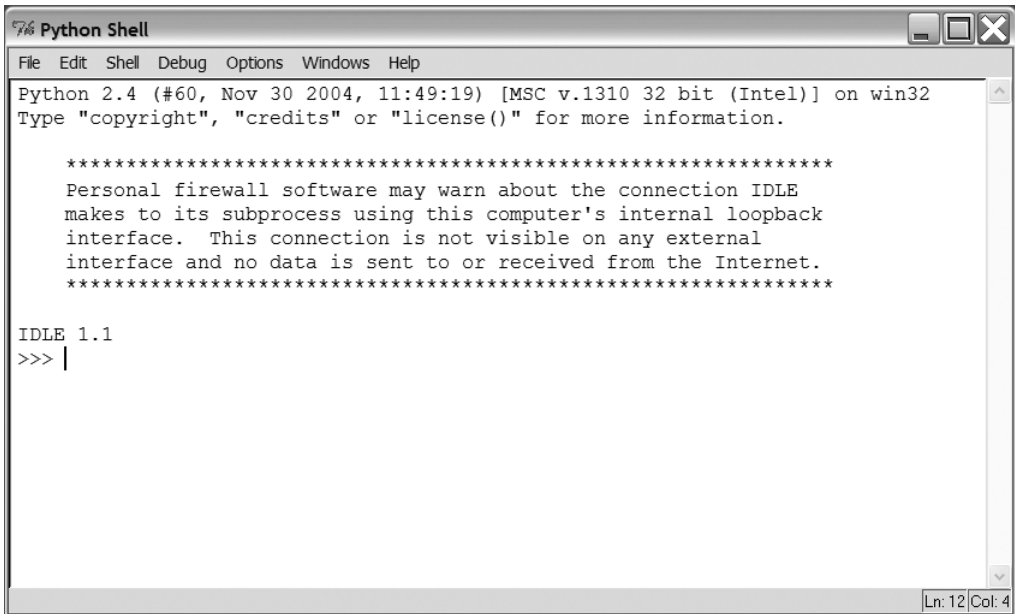 Python Shell
File Edit Shell Debug Options Windows Help
Python 2.4 (#60, Nov 30 2004, 11:49:19) [MSC v.1310 32 bit (Intel)] on win32
Type "copyright", "credits" or "license()" for more information.
****************************************************************
Personal firewall software may warn about the connection IDLE
makes to its subprocess using this computer's internal loopback
interface.  This connection is not visible on any external
interface and no data is sent to or received from the Internet.
****************************************************************
IDLE 1.1
>>>
Ln: 12 Col: 4